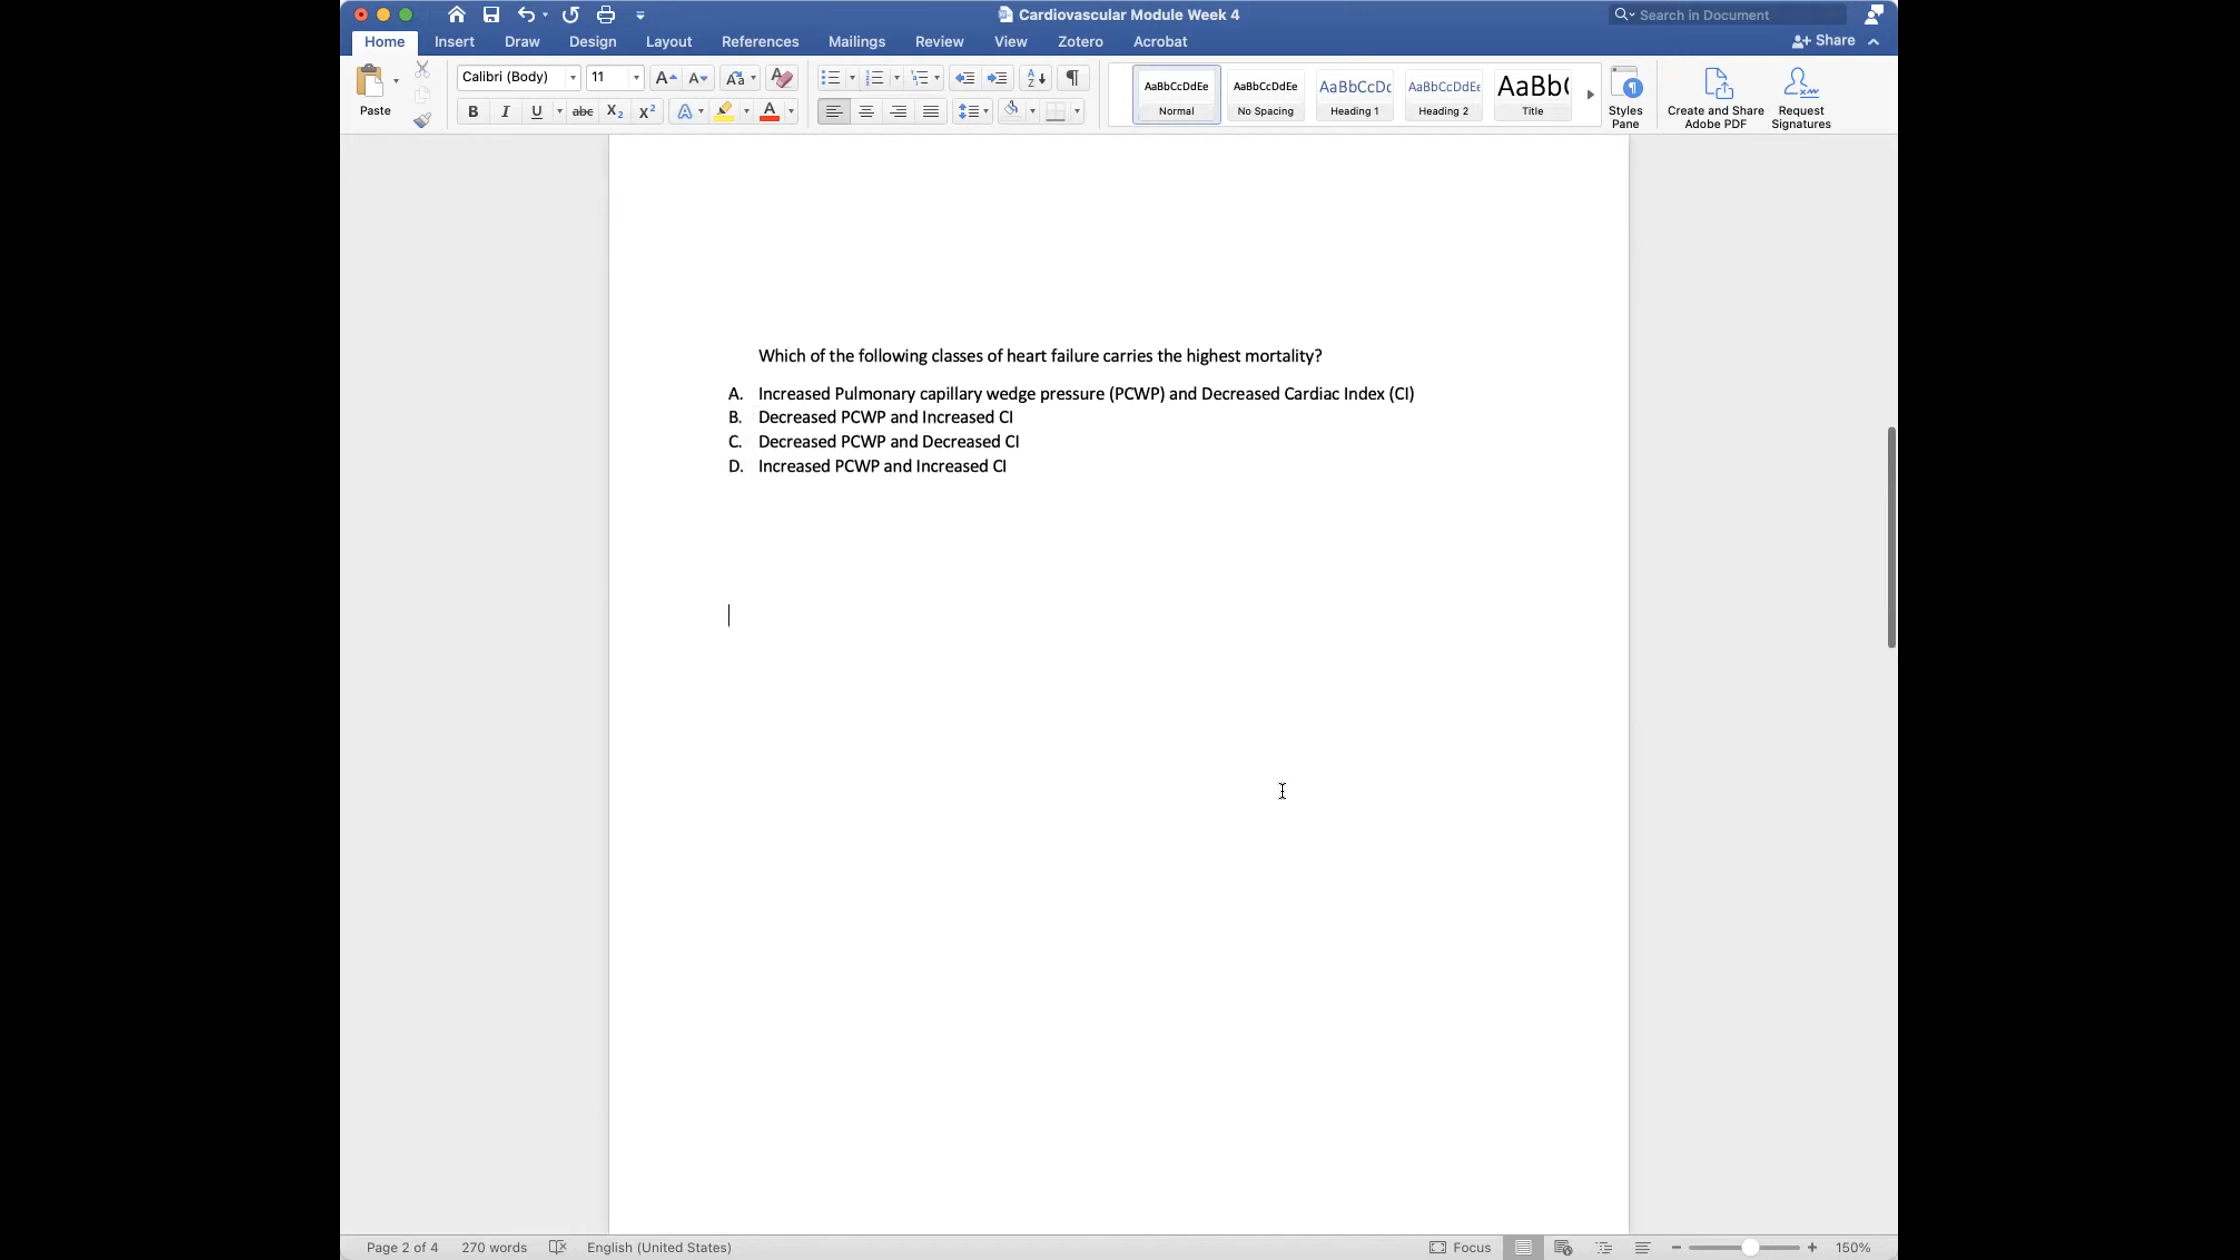 Cardiovascular Module Week 4
Search in Document
Home Insert Draw Design Layout References Mailings Review View Zotero Acrobat
Share
Paste
Calibri (Body) 11
AaBbCcDdEe AaBbCcDdEe AaBbCcDc AaBbCcDdEe AaBb(
Normal No Spacing Heading 1 Heading 2 Title
Styles Pane
Create and Share Adobe PDF
Request Signatures
Which of the following classes of heart failure carries the highest mortality?
A. Increased Pulmonary capillary wedge pressure (PCWP) and Decreased Cardiac Index (CI)
B. Decreased PCWP and Increased CI
C. Decreased PCWP and Decreased CI
D. Increased PCWP and Increased CI
Page 2 of 4 270 words English (United States) Focus 150%